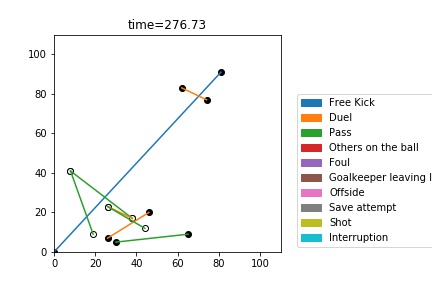 time=276.73
100
80
60
40
20
0
0 20 40 60 80 100
Free Kick
Duel
Pass
Others on the ball
Foul
Goalkeeper leaving l
Offside
Save attempt
Shot
Interruption